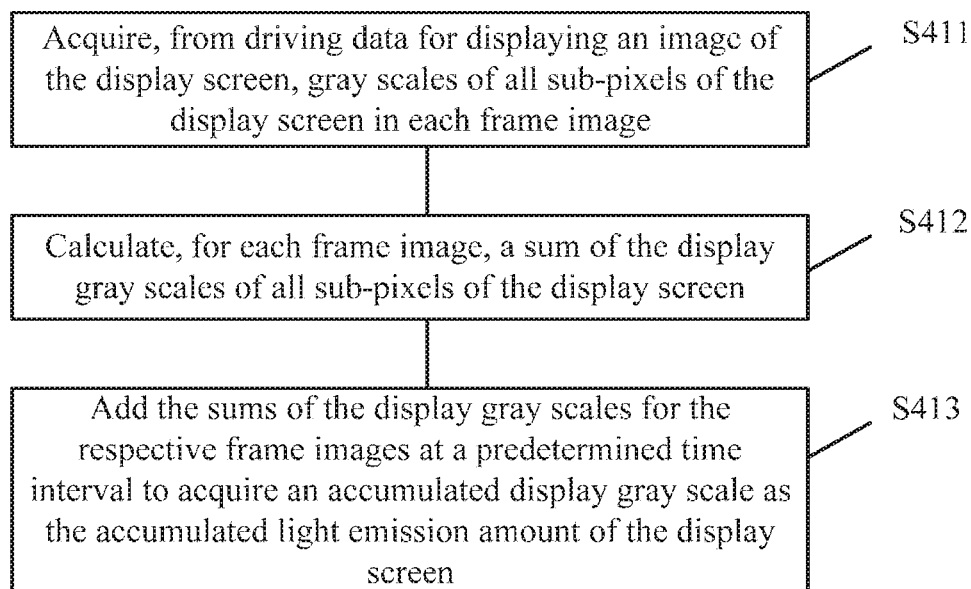 Acquire, from driving data for displaying an image of
the display screen, gray scales of all sub-pixels of the
display screen in each frame image
S411
Calculate, for each frame image, a sum of the display
gray scales of all sub-pixels of the display screen
S412
Add the sums of the display gray scales for the
respective frame images at a predetermined time
interval to acquire an accumulated display gray scale as
the accumulated light emission amount of the display
screen
S413